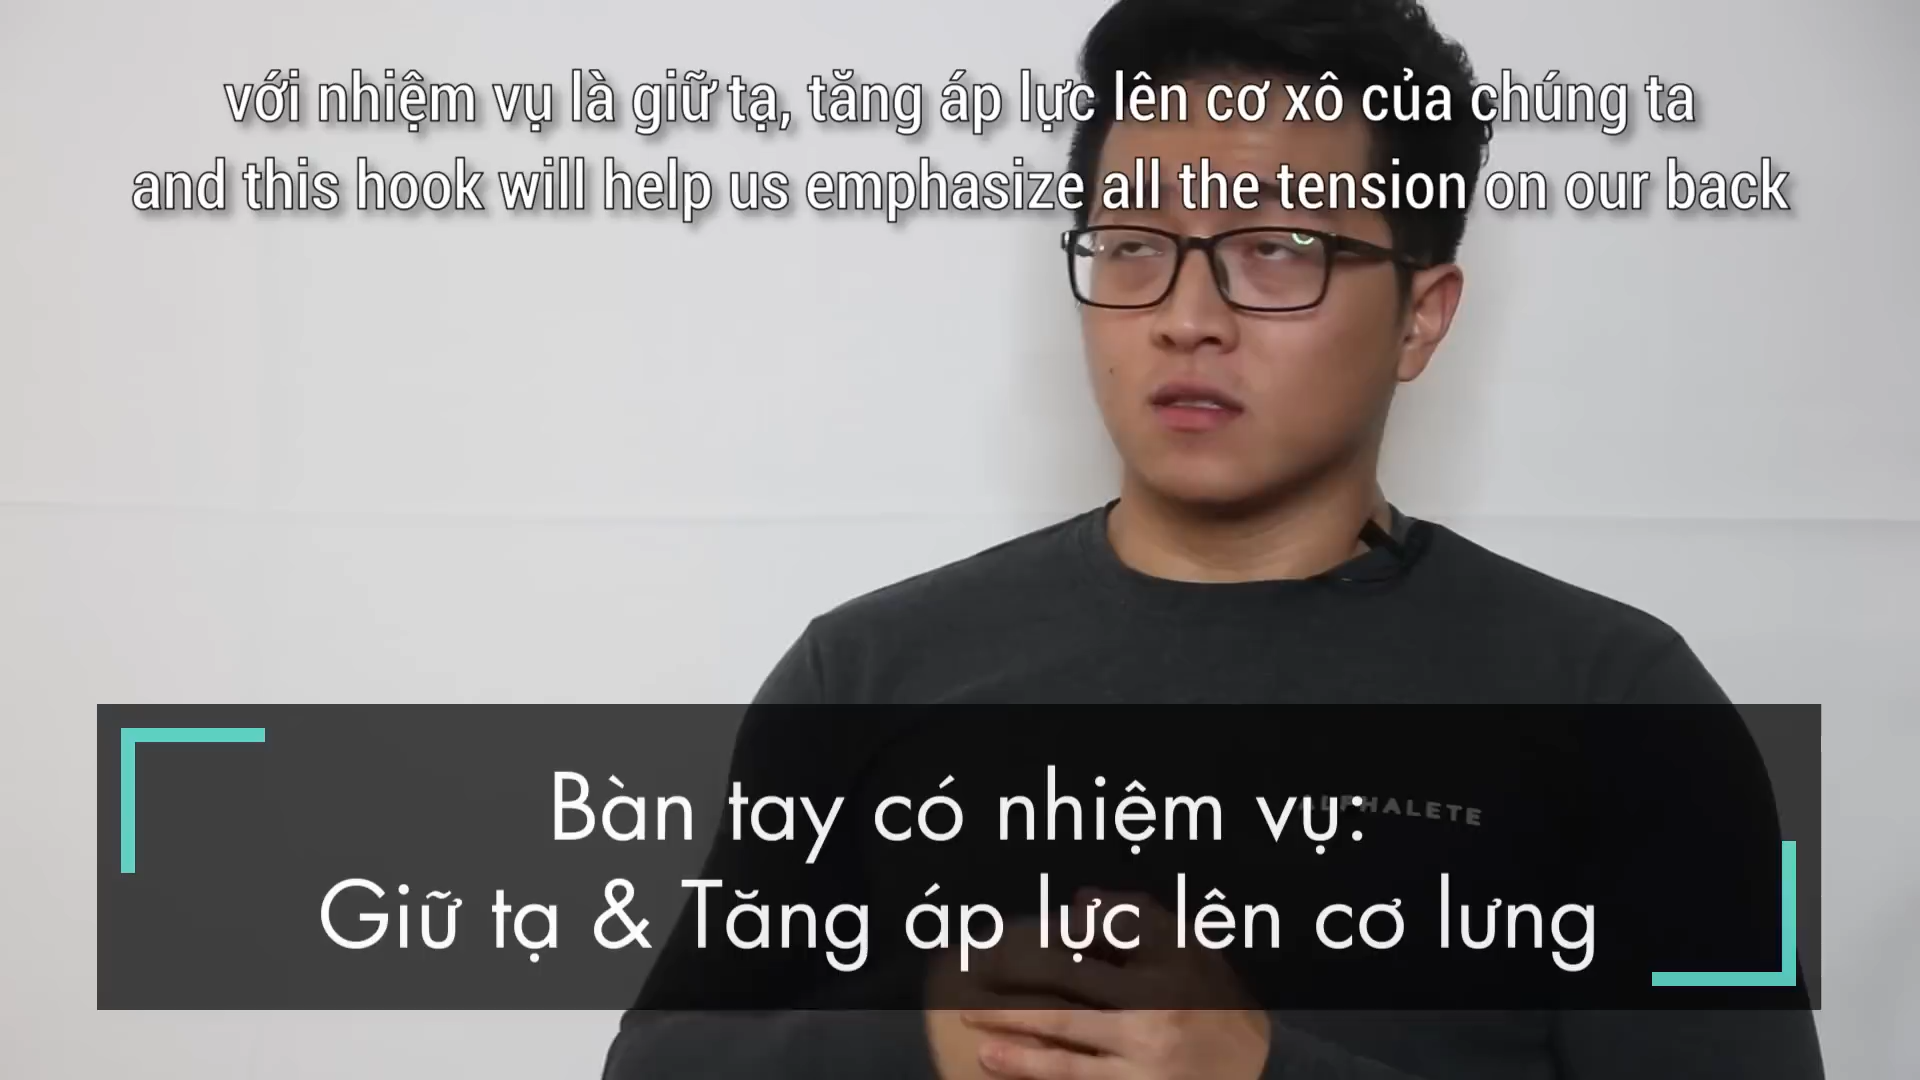 với nhiệm vụ là giữ tạ, tăng áp lực lên cơ xô của chúng ta
and this hook will help us emphasize all the tension on our back
Bàn tay có nhiệm vụ:
ALPHALETE
Giữ tạ & Tăng áp lực lên cơ lưng